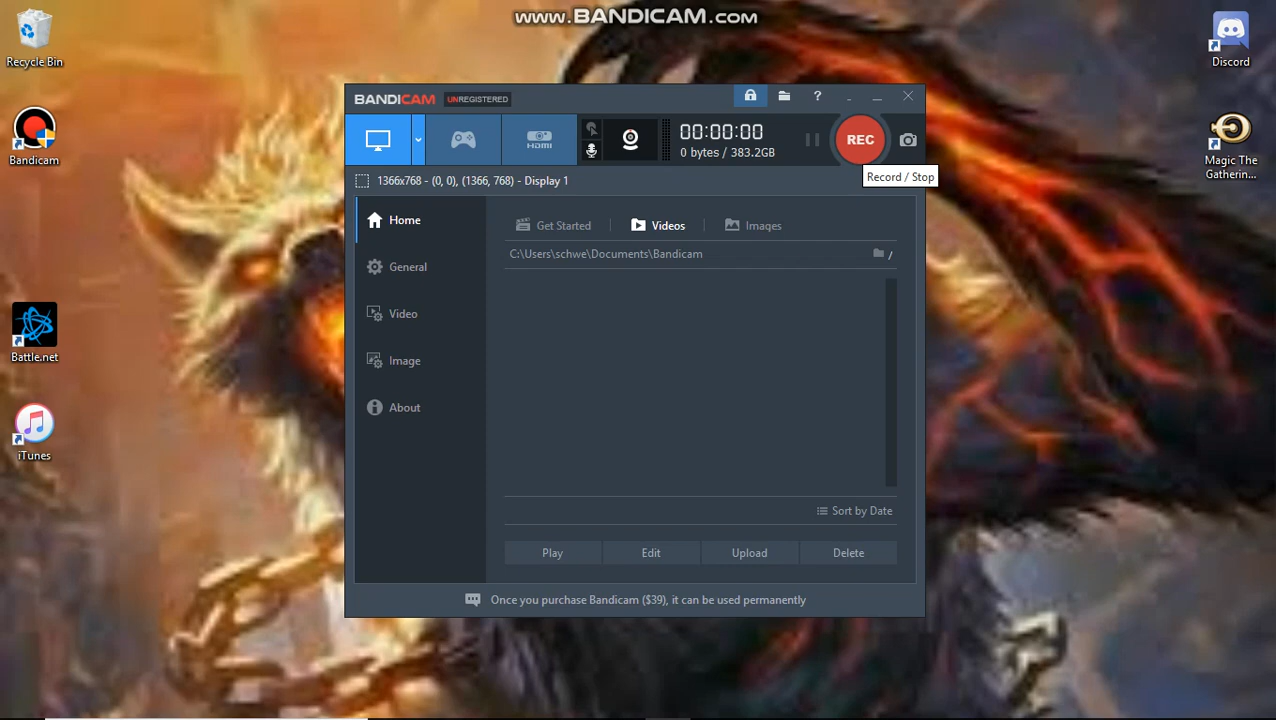 www.BANDICAM.com
Recycle Bin
Bandicam
Battle.net
iTunes
Discord
Magic The
Gatherin...
BANDICAM UNREGISTERED
?
HDMI
00:00:00
0 bytes / 383.2GB
REC
Record / Stop
1366x768 - (0, 0), (1366, 768) - Display 1
Home
General
Video
Image
About
Get Started Videos Images
C:\Users\schwe\Documents\Bandicam /
Sort by Date
Play Edit Upload Delete
Once you purchase Bandicam ($39), it can be used permanently